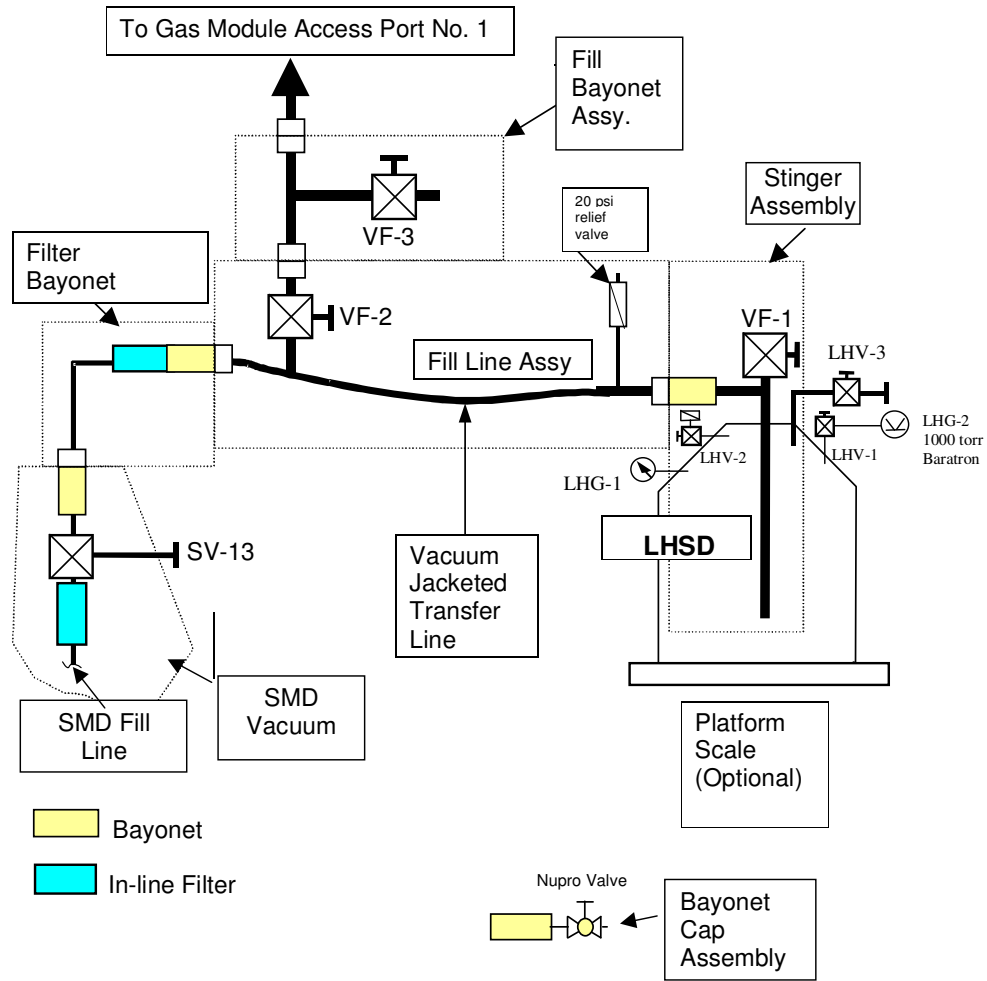 To Gas Module Access Port No. 1
Fill
Bayonet
Assy.
Stinger
Assembly
20 psi
relief
valve
VF-3
Filter
Bayonet
VF-2
VF-1
Fill Line Assy
LHV-3
LHG-2
1000 torr
Baratron
LHV-2
LHV-1
LHG-1
LHSD
SV-13
Vacuum
Jacketed
Transfer
Line
SMD Fill
Line
SMD
Vacuum
Platform
Scale
(Optional)
Bayonet
In-line Filter
Nupro Valve
Bayonet
Cap
Assembly